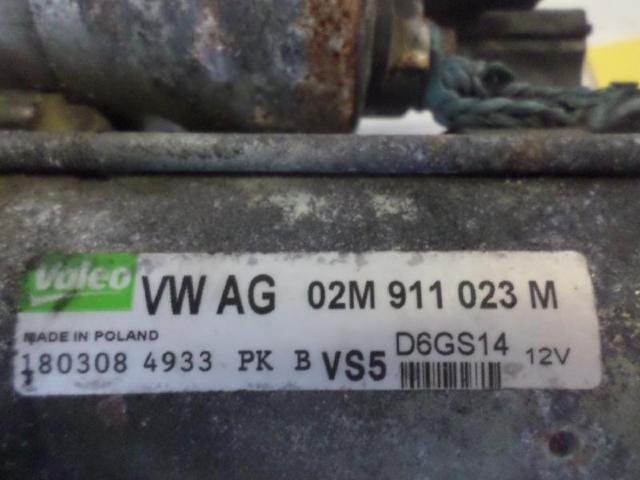 Valeo VW AG 02M 911 023 M
MADE IN POLAND
180308 4933 PK B VS5 D6GS14 12V